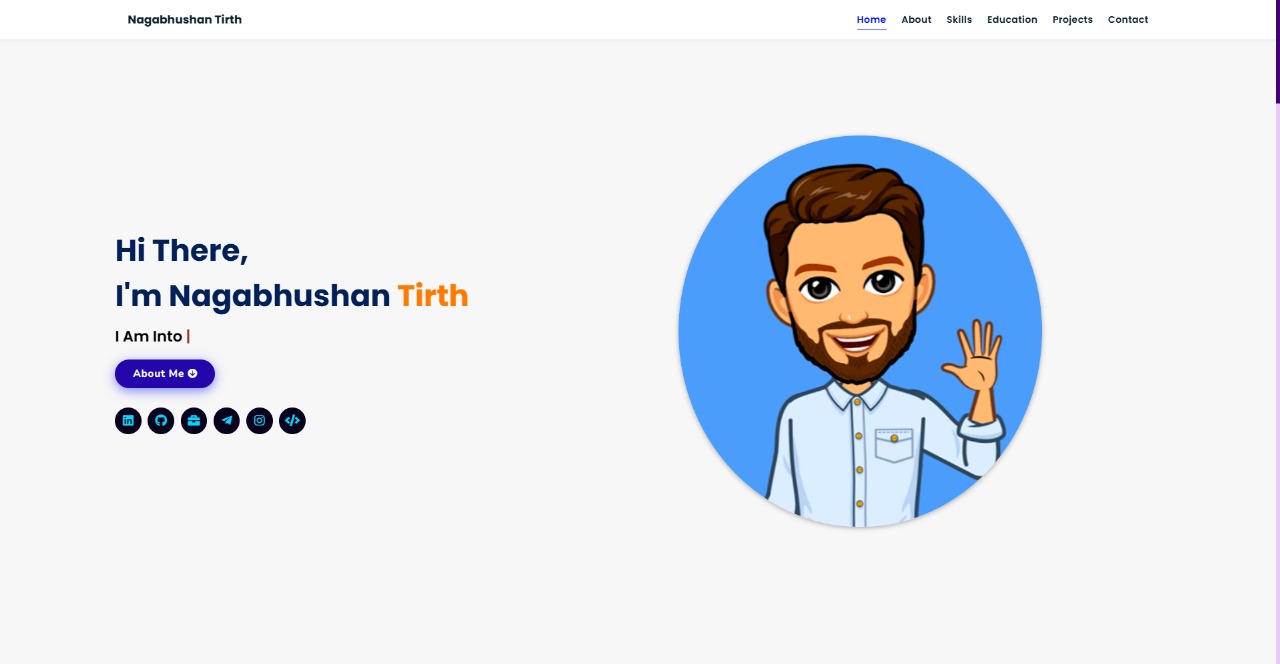 Nagabhushan Tirth
Home About Skills Education Projects Contact
Hi There,
I'm Nagabhushan Tirth
I Am Into |
About Me